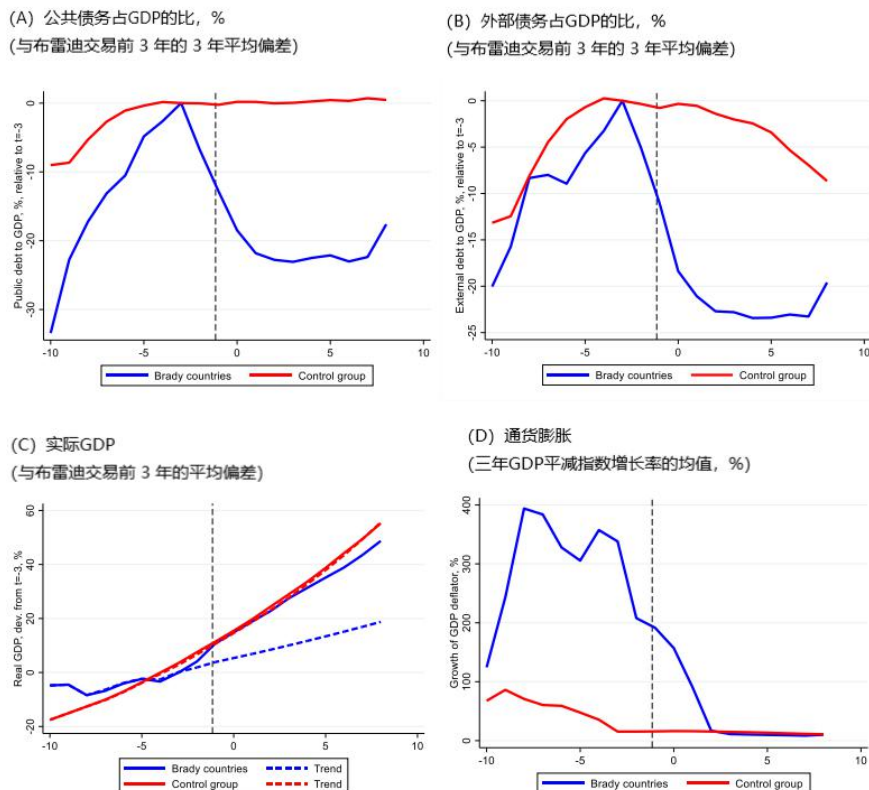 (A) 公共债务占GDP的比，%
(与布雷迪交易前 3 年的 3 年平均偏差)
Public debt to GDP, %, relative to t=-3
0
-10
-20
-30
-10
-5
0
5
10
Brady countries
Control group
(B) 外部债务占GDP的比，%
(与布雷迪交易前 3 年的 3 年平均偏差)
External debt to GDP, %, relative to t=-3
0
-5
-10
-15
-20
-25
-10
-5
0
5
10
Brady countries
Control group
(C) 实际GDP
(与布雷迪交易前 3 年的平均偏差)
Real GDP, dev. from t=-3, %
60
40
20
0
-20
-10
-5
0
5
10
Brady countries
Trend
Control group
Trend
(D) 通货膨胀
(三年GDP平减指数增长率的均值，%)
Growth of GDP deflator, %
400
300
200
100
0
-10
-5
0
5
10
Brady countries
Control group